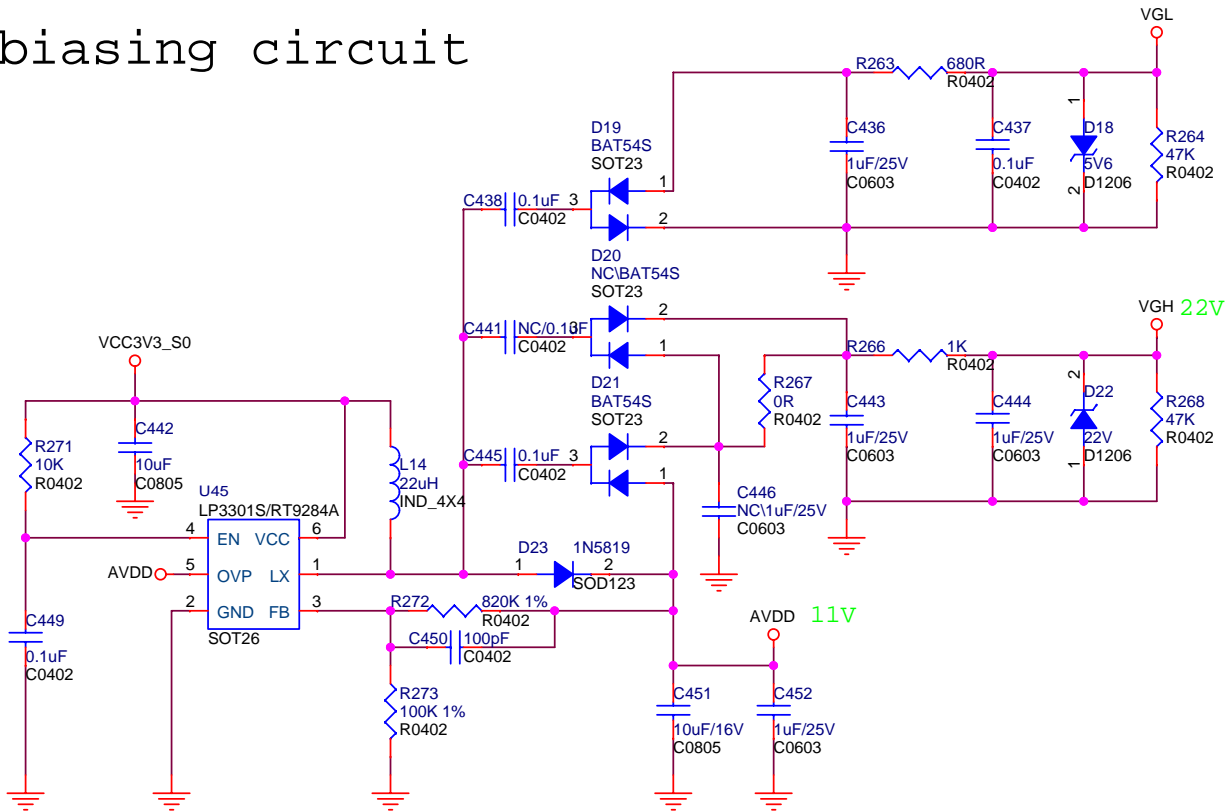 biasing circuit
VGL
R263
680R
R0402
D19
BAT54S
SOT23
C436
1uF/25V
C0603
C437
0.1uF
C0402
1
D18
5V6
2
D1206
R264
47K
R0402
C438
0.1uF
C0402
3
1
2
D20
NC\BAT54S
SOT23
VGH 22V
C441
C0402
2
1
R266
1K
R0402
VCC3V3_S0
D21
BAT54S
SOT23
R267
0R
R0402
C443
1uF/25V
C0603
C444
1uF/25V
C0603
2
D22
22V
1
D1206
R268
47K
R0402
R271
10K
R0402
C442
10uF
C0805
L14
22uH
IND_4X4
C445
0.1uF
C0402
3
2
1
C446
NC\1uF/25V
C0603
U45
LP3301S/RT9284A
4
EN
VCC
6
AVDD
5
OVP
LX
1
2
GND
FB
3
SOT26
D23
1N5819
1
2
SOD123
R272
820K 1%
R0402
C450
100pF
C0402
AVDD 11V
C449
0.1uF
C0402
R273
100K 1%
R0402
C451
10uF/16V
C0805
C452
1uF/25V
C0603